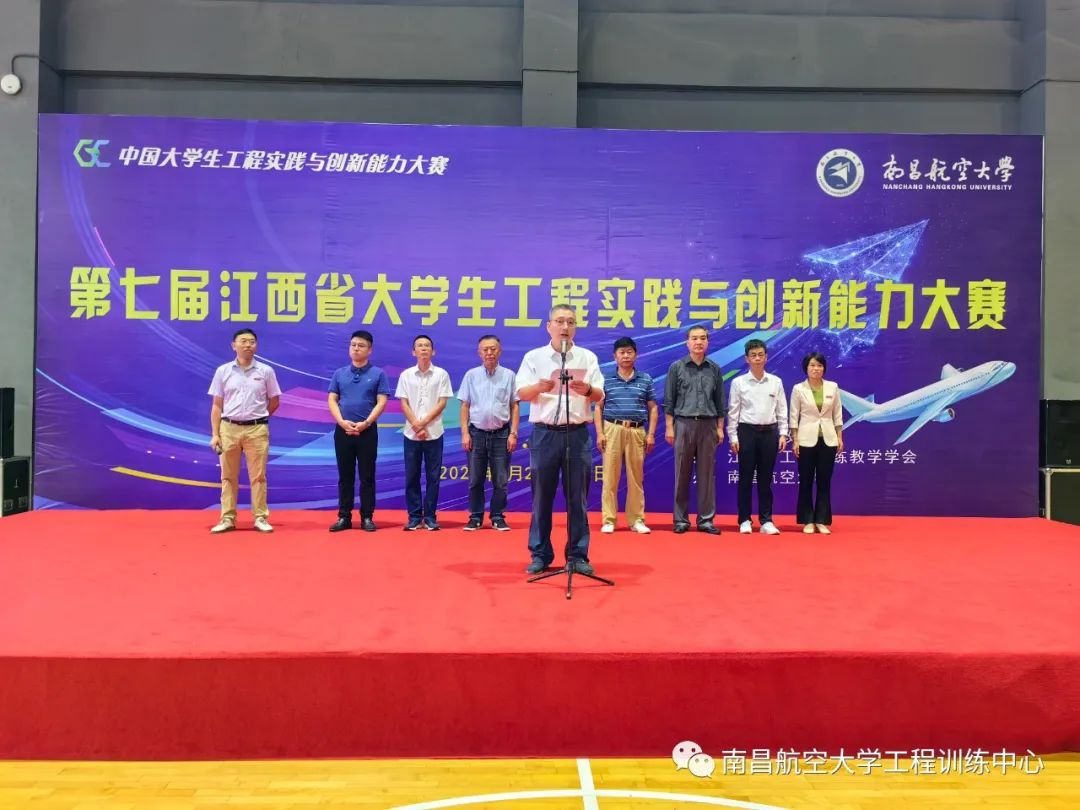 中国大学生工程实践与创新能力大赛
南昌航空大学
NANCHANG HANGKONG UNIVERSITY
第七届江西省大学生工程实践与创新能力大赛
练教学学会
南昌航空
南昌航空大学工程训练中心